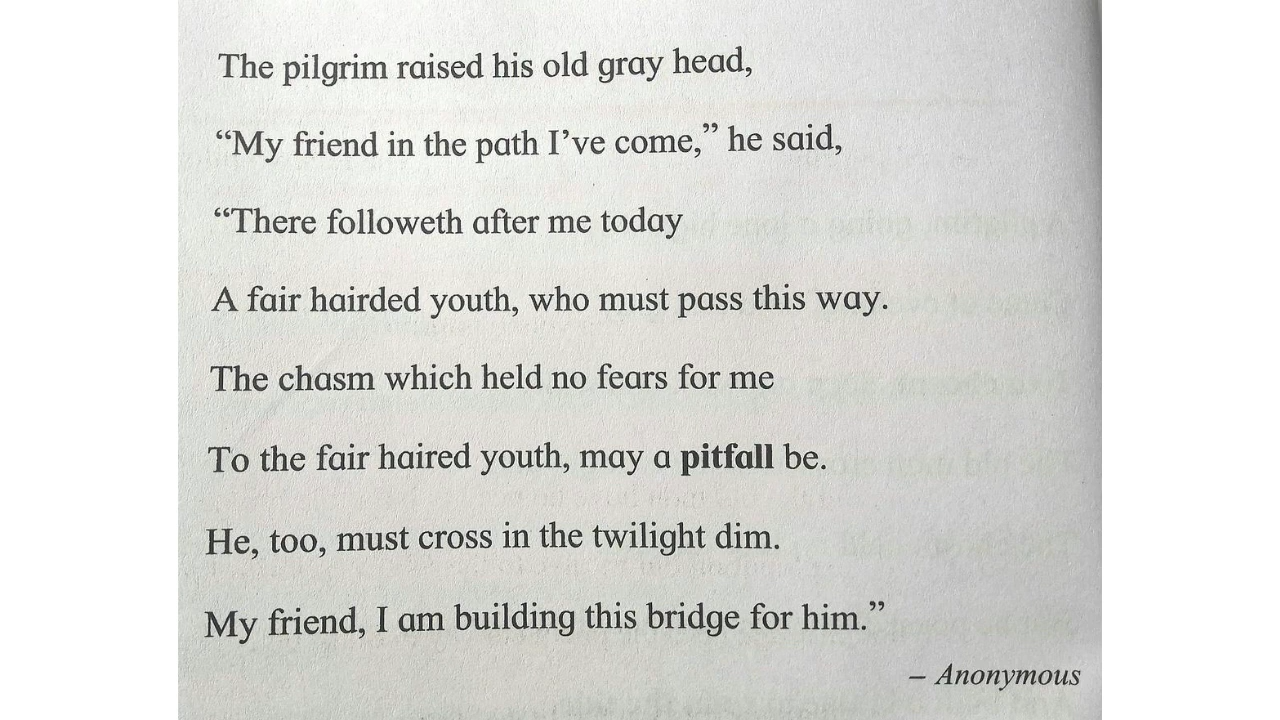 The pilgrim raised his old gray head,
“My friend in the path I’ve come,” he said,
“There followeth after me today
A fair hairded youth, who must pass this way.
The chasm which held no fears for me
To the fair haired youth, may a pitfall be.
He, too, must cross in the twilight dim.
My friend, I am building this bridge for him.”
– Anonymous